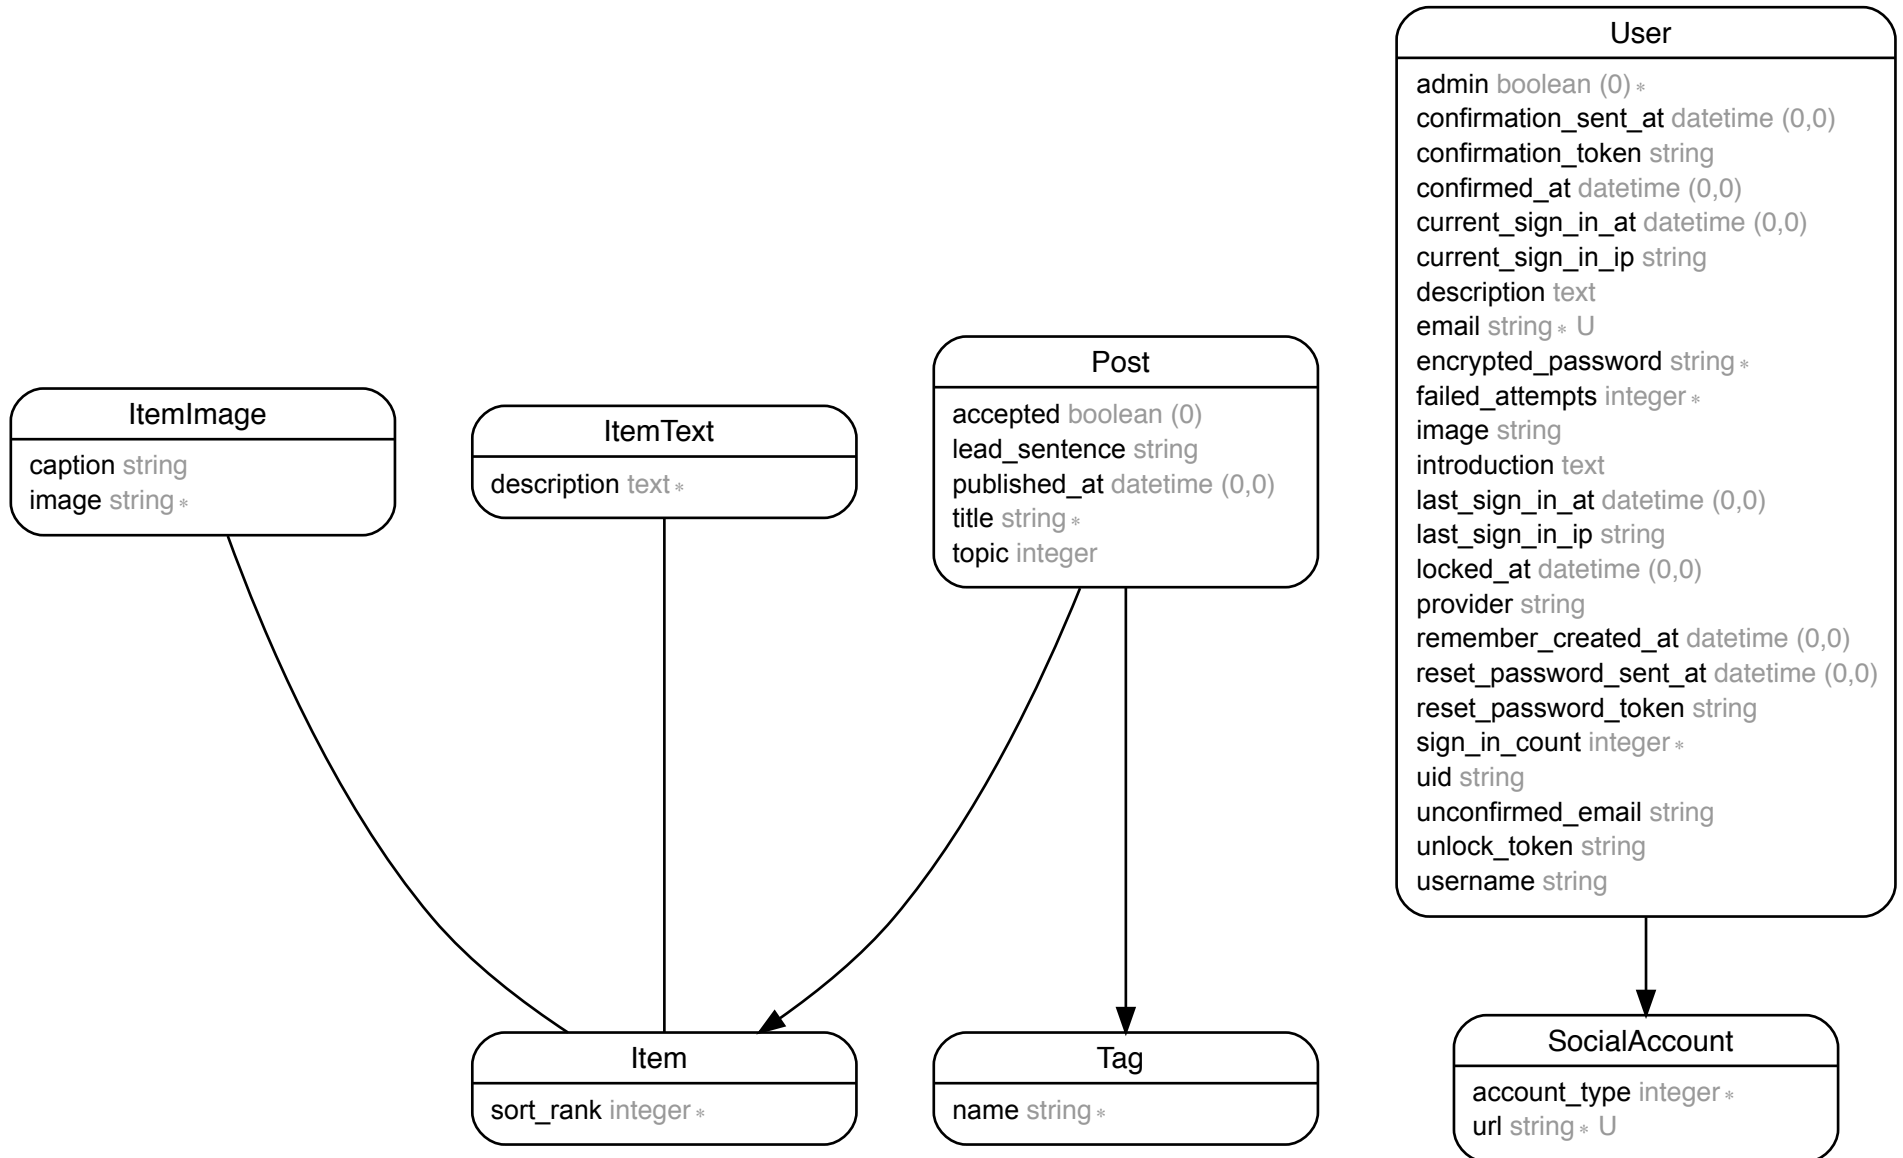 User
admin boolean (0) *
confirmation_sent_at datetime (0,0)
confirmation_token string
confirmed_at datetime (0,0)
current_sign_in_at datetime (0,0)
current_sign_in_ip string
description text
email string * U
encrypted_password string *
failed_attempts integer *
image string
introduction text
last_sign_in_at datetime (0,0)
last_sign_in_ip string
locked_at datetime (0,0)
provider string
remember_created_at datetime (0,0)
reset_password_sent_at datetime (0,0)
reset_password_token string
sign_in_count integer *
uid string
unconfirmed_email string
unlock_token string
username string
Post
accepted boolean (0)
lead_sentence string
published_at datetime (0,0)
title string *
topic integer
ItemImage
caption string
image string *
ItemText
description text *
Item
sort_rank integer *
Tag
name string *
SocialAccount
account_type integer *
url string * U